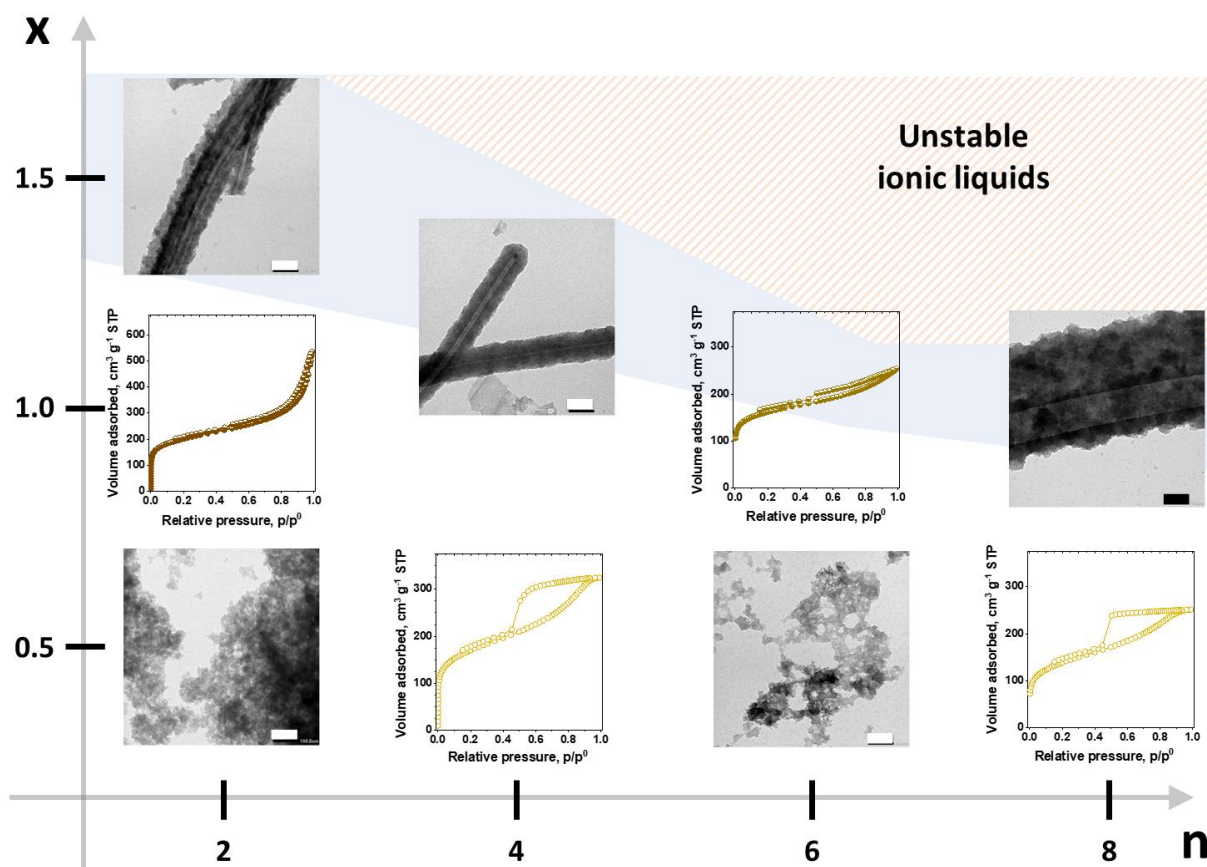 x
Unstable
ionic liquids
1.5
1.0
0.5
Volume adsorbed, cm³ g⁻¹ STP
600
500
400
300
200
100
0
0.0 0.2 0.4 0.6 0.8 1.0
Relative pressure, p/p⁰
Volume adsorbed, cm³ g⁻¹ STP
300
200
100
0
0.0 0.2 0.4 0.6 0.8 1.0
Relative pressure, p/p⁰
Volume adsorbed, cm³ g⁻¹ STP
300
200
100
0
0.0 0.2 0.4 0.6 0.8 1.0
Relative pressure, p/p⁰
Volume adsorbed, cm³ g⁻¹ STP
300
200
100
0
0.0 0.2 0.4 0.6 0.8 1.0
Relative pressure, p/p⁰
2 4 6 8 n